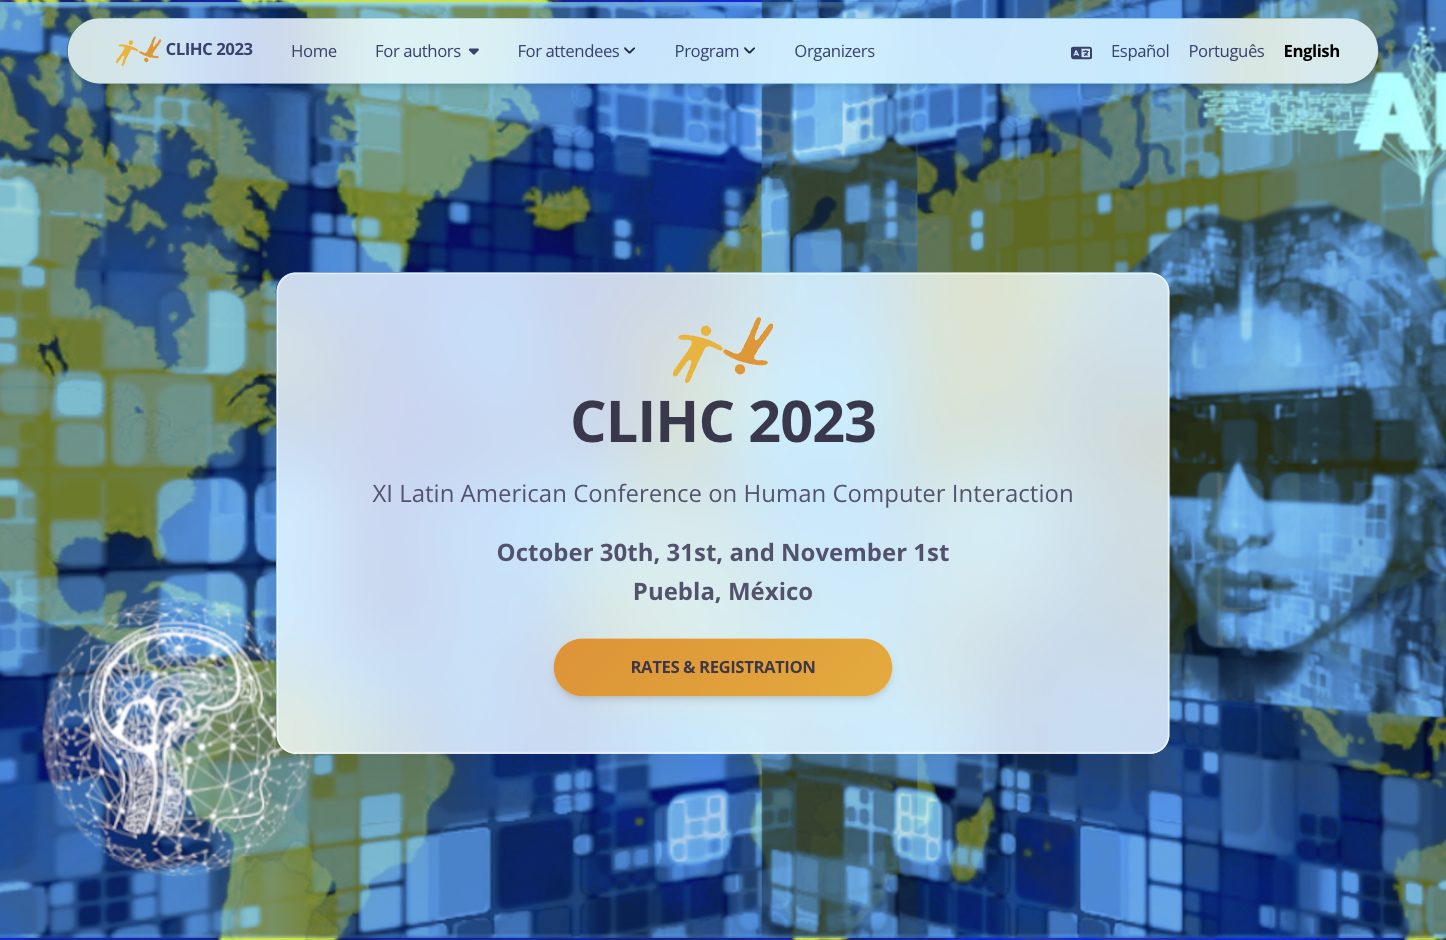 CLIHC 2023 Home For authors For attendees Program Organizers Español Português English
CLIHC 2023
XI Latin American Conference on Human Computer Interaction
October 30th, 31st, and November 1st
Puebla, México
RATES & REGISTRATION